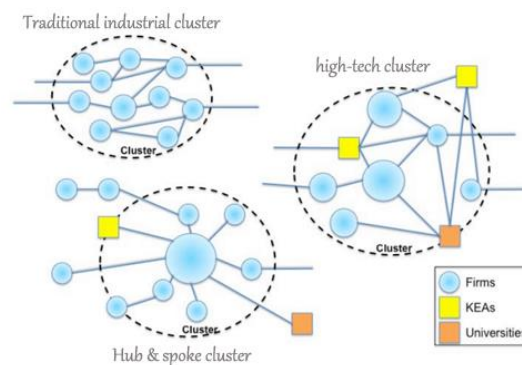 Traditional industrial cluster
high-tech cluster
Cluster
Cluster
Cluster
Hub & spoke cluster
Firms
KEAs
Universities